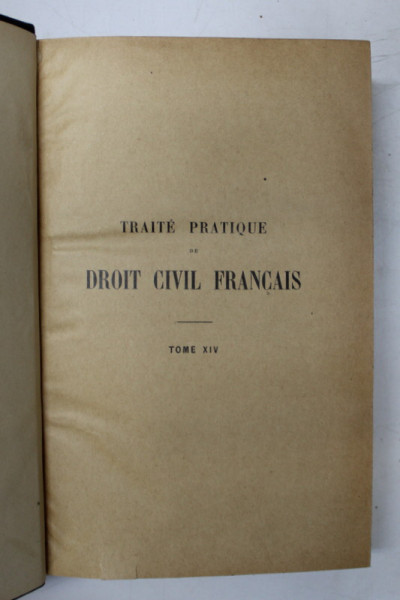 TRAITÉ PRATIQUE
DE
DROIT CIVIL FRANÇAIS
TOME XIV